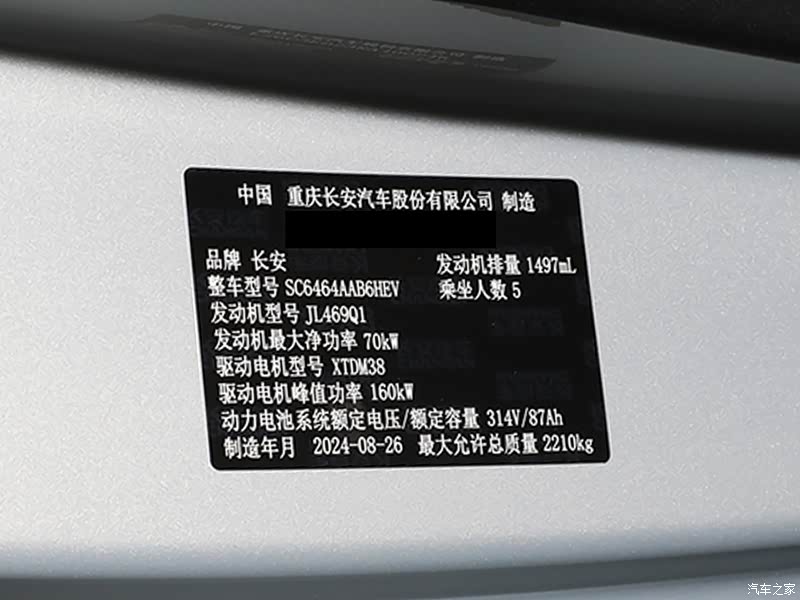 中国 重庆长安汽车股份有限公司 制造
品牌 长安 发动机排量 1497mL
整车型号 SC6464AAB6HEV 乘坐人数 5
发动机型号 JL469Q1
发动机最大净功率 70kW
驱动电机型号 XTDM38
驱动电机峰值功率 160kW
动力电池系统额定电压/额定容量 314V/87Ah
制造年月 2024-08-26 最大允许总质量 2210kg
汽车之家